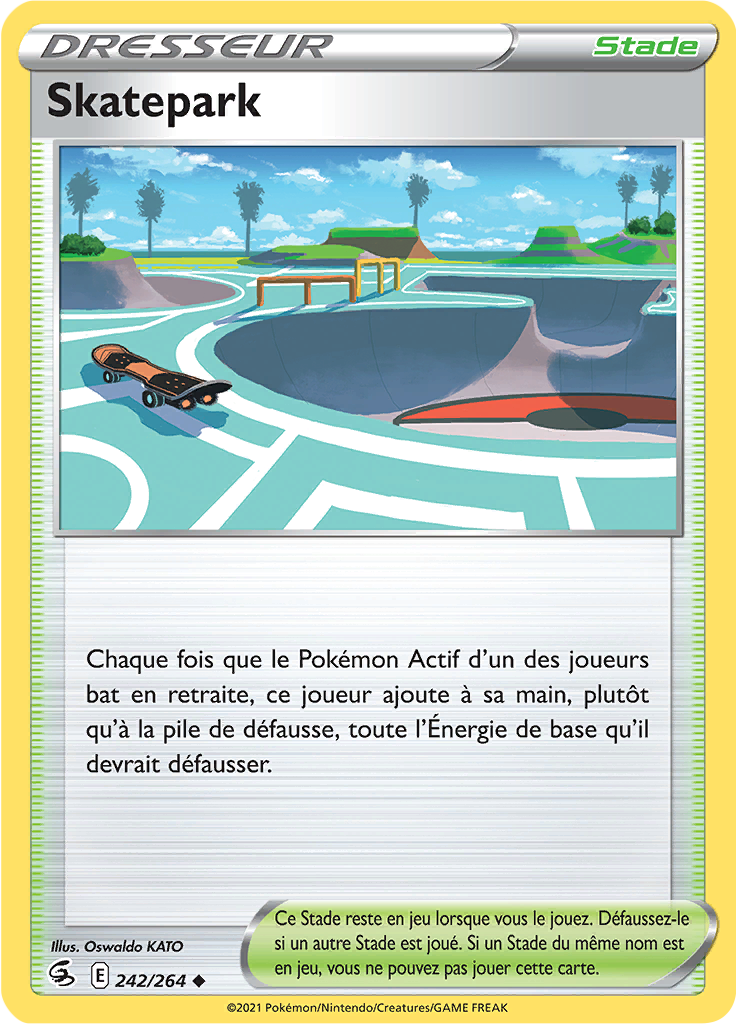 DRESSEUR
Stade
Skatepark
Chaque fois que le Pokémon Actif d'un des joueurs
bat en retraite, ce joueur ajoute à sa main, plutôt
qu'à la pile de défausse, toute l'Énergie de base qu'il
devrait défausser.
Illus. Oswaldo KATO
Ce Stade reste en jeu lorsque vous le jouez. Défaussez-le
si un autre Stade est joué. Si un Stade du même nom est
en jeu, vous ne pouvez pas jouer cette carte.
E 242/264 ◆
©2021 Pokémon/Nintendo/Creatures/GAME FREAK